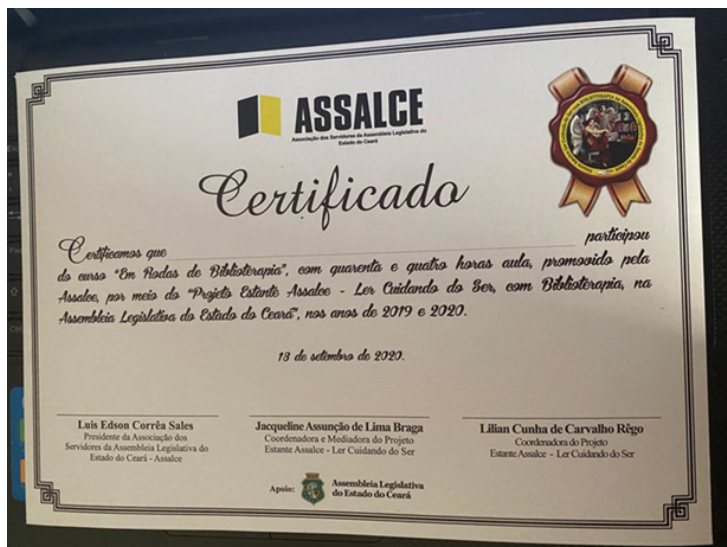 ASSALCE
Associação dos Servidores da Assembleia Legislativa do
Estado do Ceará
Certificado
Certificamos que participou
do curso "Em Rodas de Biblioterapia", com quarenta e quatro horas aula, promovido pela
Assalce, por meio do "Projeto Estante Assalce - Ler Cuidando do Ser, com Biblioterapia, na
Assembleia Legislativa do Estado do Ceará", nos anos de 2019 e 2020.
18 de setembro de 2020.
Luis Edson Corrêa Sales
Presidente da Associação dos
Servidores da Assembleia Legislativa do
Estado do Ceará - Assalce
Jacqueline Assunção de Lima Braga
Coordenadora e Mediadora do Projeto
Estante Assalce - Ler Cuidando do Ser
Lilian Cunha de Carvalho Rêgo
Coordenadora do Projeto
Estante Assalce - Ler Cuidando do Ser
Apoio:
Assembleia Legislativa
do Estado do Ceará